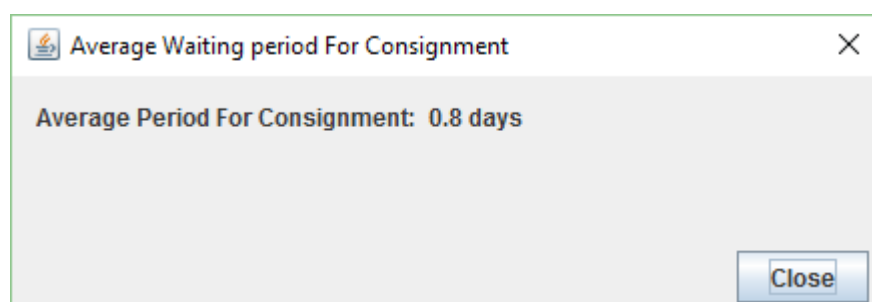 Average Waiting period For Consignment
Average Period For Consignment: 0.8 days
Close